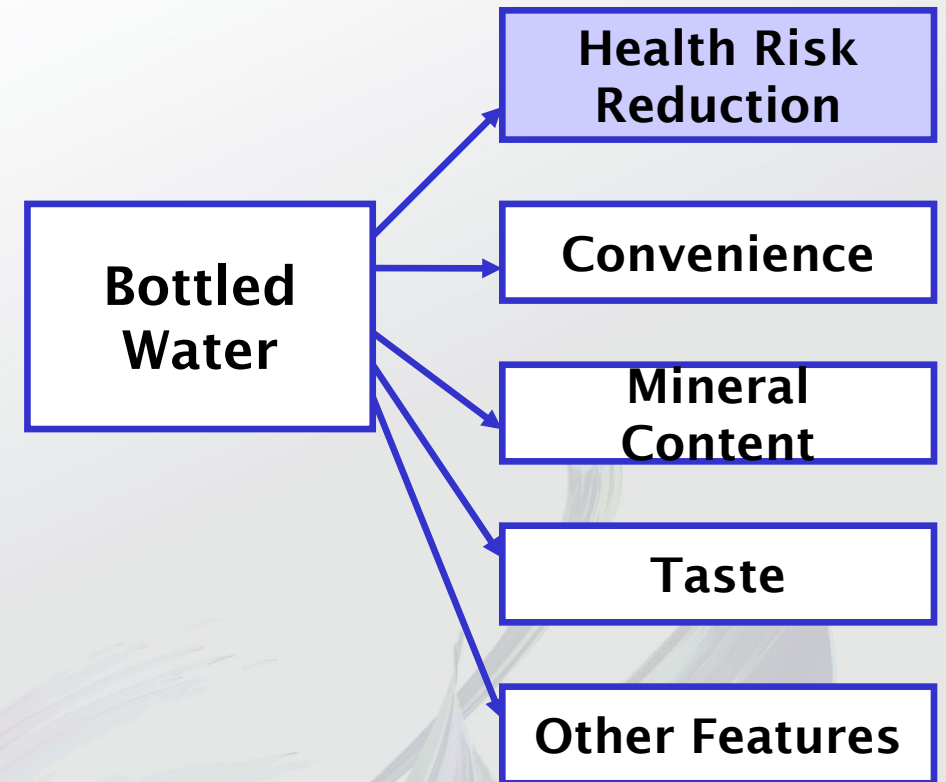 Health Risk
Reduction
Bottled
Water
Convenience
Mineral
Content
Taste
Other Features